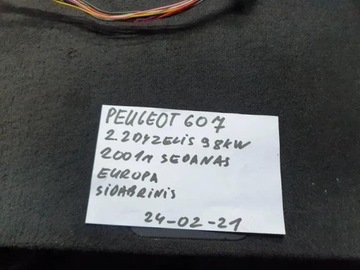 PEUGEOT 607
2.2DYZELIS 98KW
2001m SEDANAS
EUROPA
SIDABRINIS
24-02-21